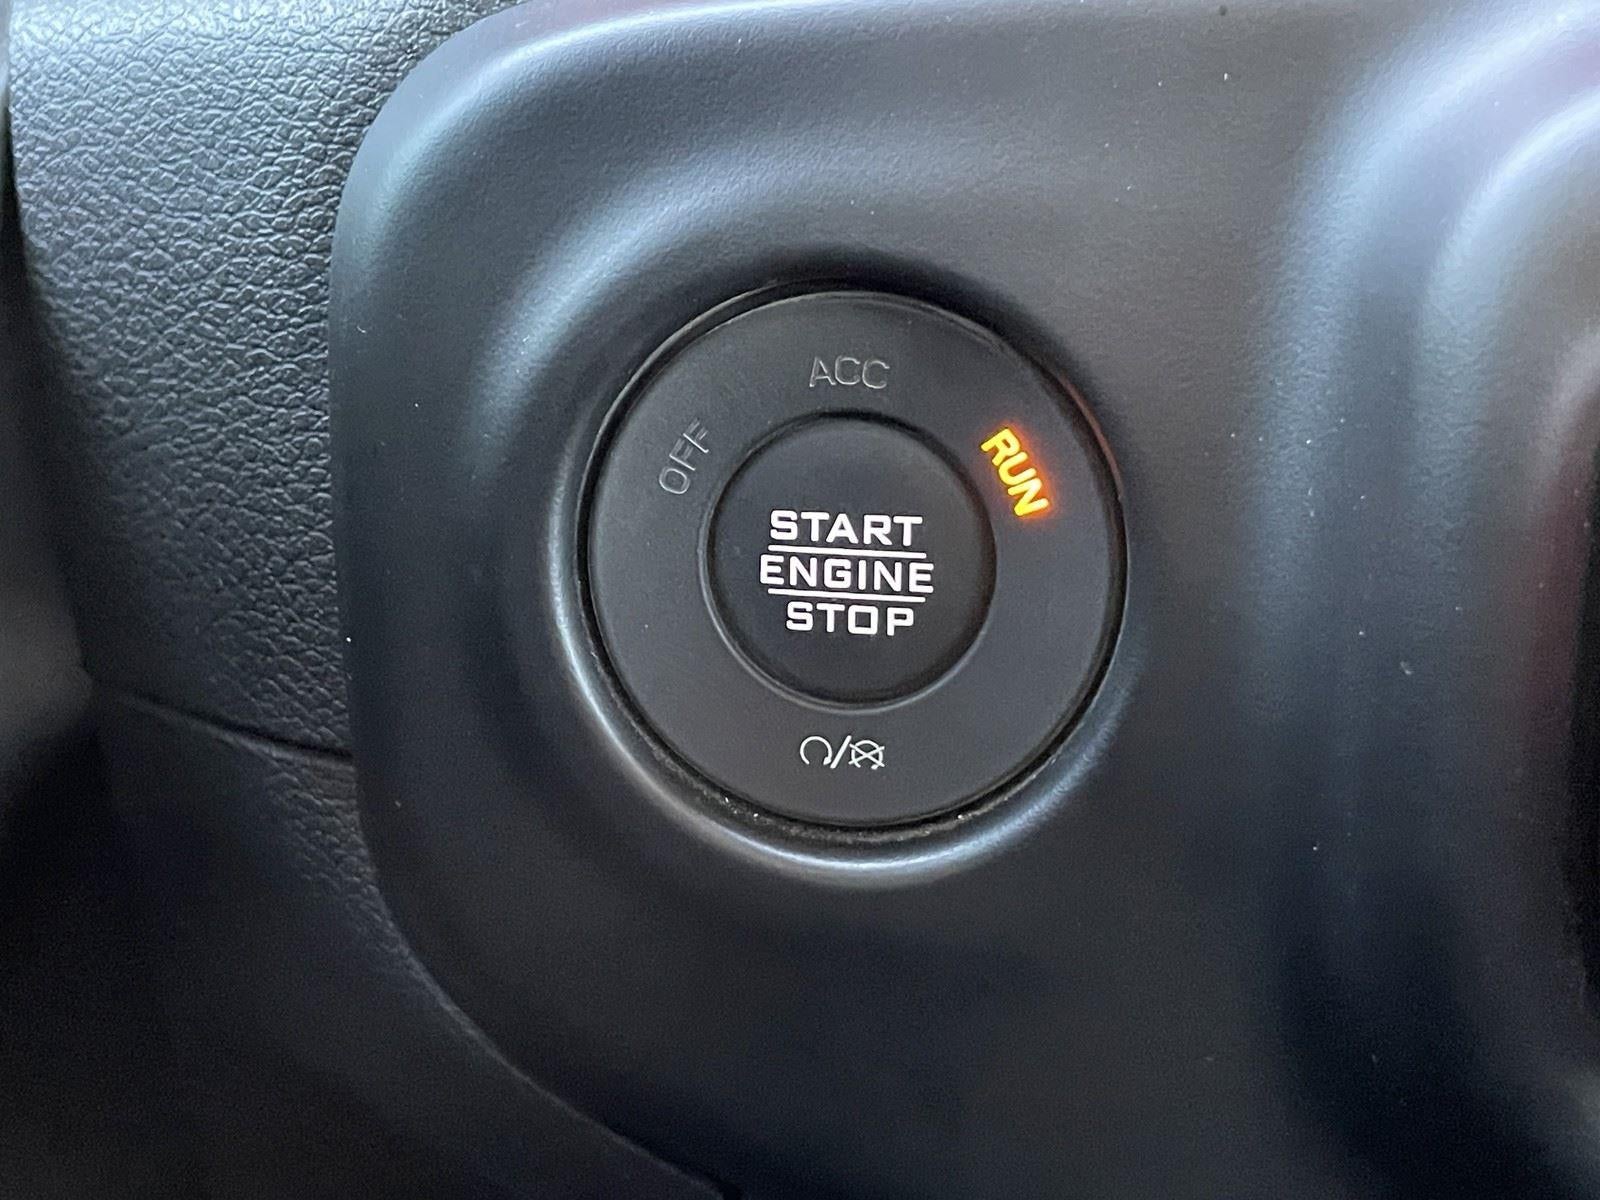 ACC
OFF
RUN
START
ENGINE
STOP